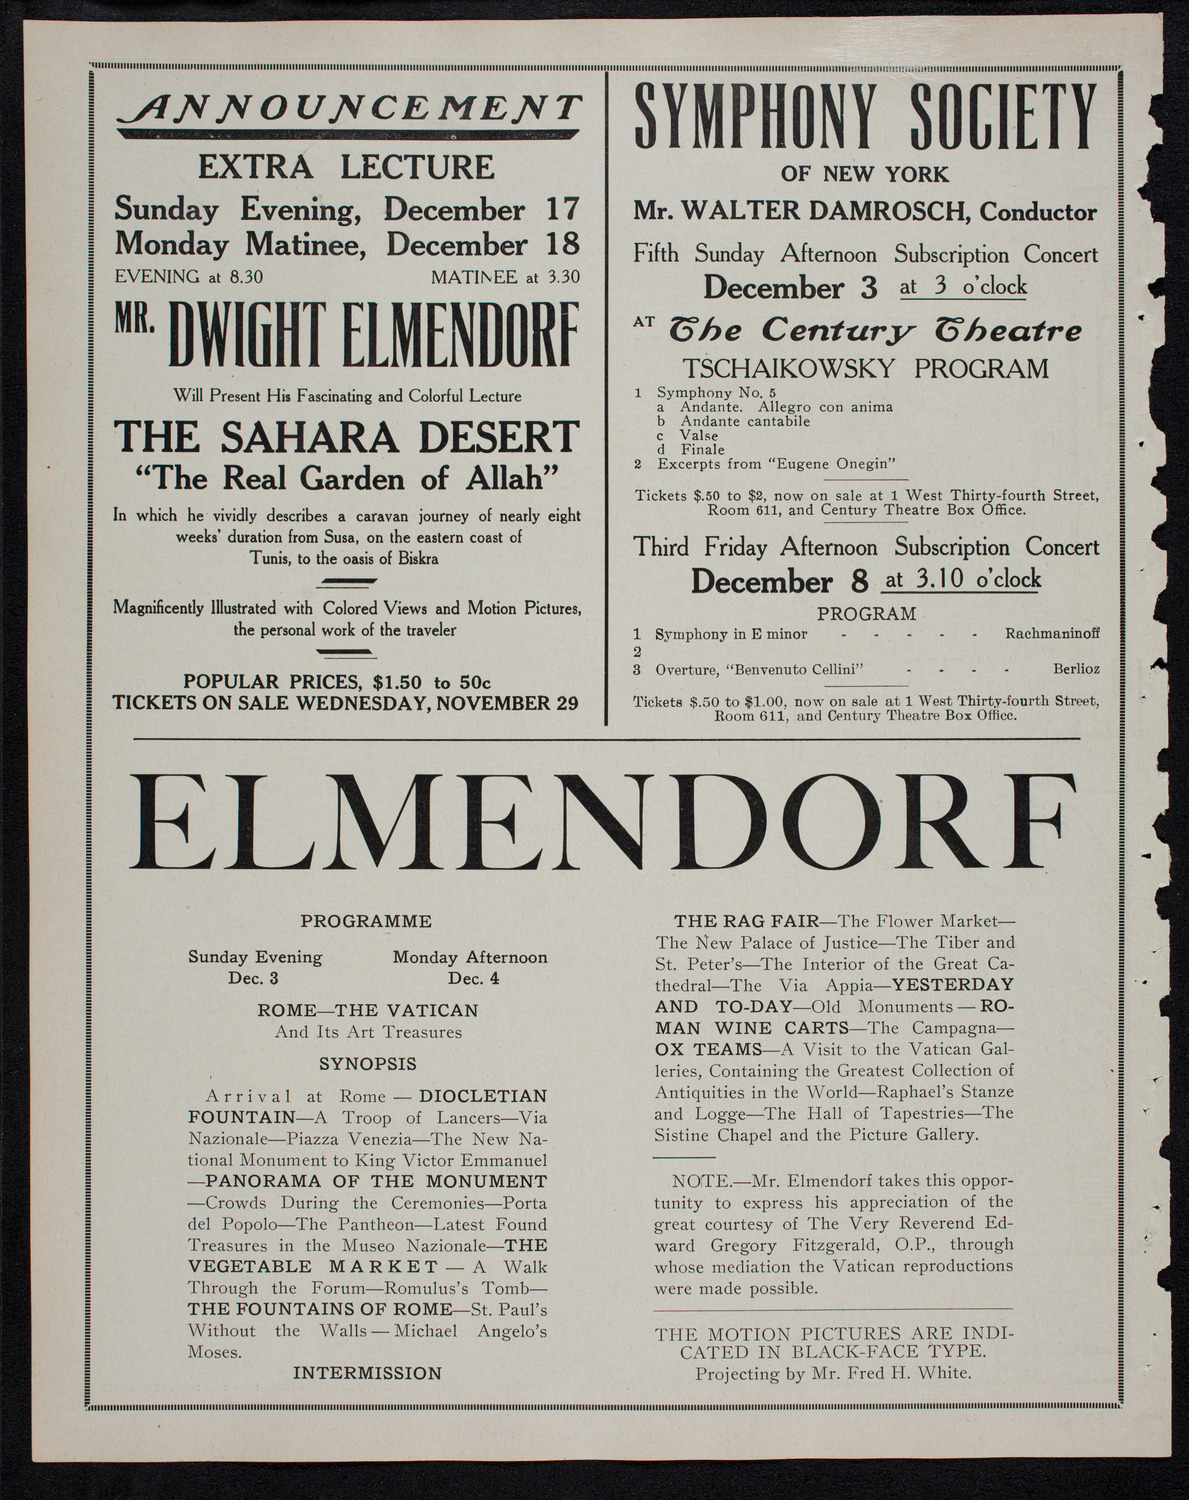 ANNOUNCEMENT
EXTRA LECTURE
Sunday Evening, December 17
Monday Matinee, December 18
EVENING at 8.30 MATINEE at 3.30
MR. DWIGHT ELMENDORF
Will Present His Fascinating and Colorful Lecture
THE SAHARA DESERT
“The Real Garden of Allah”
In which he vividly describes a caravan journey of nearly eight
weeks’ duration from Susa, on the eastern coast of
Tunis, to the oasis of Biskra
Magnificently Illustrated with Colored Views and Motion Pictures,
the personal work of the traveler
POPULAR PRICES, $1.50 to 50c
TICKETS ON SALE WEDNESDAY, NOVEMBER 29
SYMPHONY SOCIETY
OF NEW YORK
Mr. WALTER DAMROSCH, Conductor
Fifth Sunday Afternoon Subscription Concert
December 3 at 3 o’clock
AT The Century Theatre
TSCHAIKOWSKY PROGRAM
1 Symphony No. 5
a Andante. Allegro con anima
b Andante cantabile
c Valse
d Finale
2 Excerpts from “Eugene Onegin”
Tickets $.50 to $2, now on sale at 1 West Thirty-fourth Street,
Room 611, and Century Theatre Box Office.
Third Friday Afternoon Subscription Concert
December 8 at 3.10 o’clock
PROGRAM
1 Symphony in E minor - - - - - Rachmaninoff
2
3 Overture, “Benvenuto Cellini” - - - - Berlioz
Tickets $.50 to $1.00, now on sale at 1 West Thirty-fourth Street,
Room 611, and Century Theatre Box Office.
ELMENDORF
PROGRAMME
Sunday Evening Monday Afternoon
Dec. 3 Dec. 4
ROME—THE VATICAN
And Its Art Treasures
SYNOPSIS
Arrival at Rome — DIOCLETIAN
FOUNTAIN—A Troop of Lancers—Via
Nazionale—Piazza Venezia—The New Na-
tional Monument to King Victor Emmanuel
—PANORAMA OF THE MONUMENT
—Crowds During the Ceremonies—Porta
del Popolo—The Pantheon—Latest Found
Treasures in the Museo Nazionale—THE
VEGETABLE MARKET — A Walk
Through the Forum—Romulus’s Tomb—
THE FOUNTAINS OF ROME—St. Paul’s
Without the Walls — Michael Angelo’s
Moses.
INTERMISSION
THE RAG FAIR—The Flower Market—
The New Palace of Justice—The Tiber and
St. Peter’s—The Interior of the Great Ca-
thedral—The Via Appia—YESTERDAY
AND TO-DAY—Old Monuments — RO-
MAN WINE CARTS—The Campagna—
OX TEAMS—A Visit to the Vatican Gal-
leries, Containing the Greatest Collection of
Antiquities in the World—Raphael’s Stanze
and Logge—The Hall of Tapestries—The
Sistine Chapel and the Picture Gallery.
NOTE.—Mr. Elmendorf takes this oppor-
tunity to express his appreciation of the
great courtesy of The Very Reverend Ed-
ward Gregory Fitzgerald, O.P., through
whose mediation the Vatican reproductions
were made possible.
THE MOTION PICTURES ARE INDI-
CATED IN BLACK-FACE TYPE.
Projecting by Mr. Fred H. White.